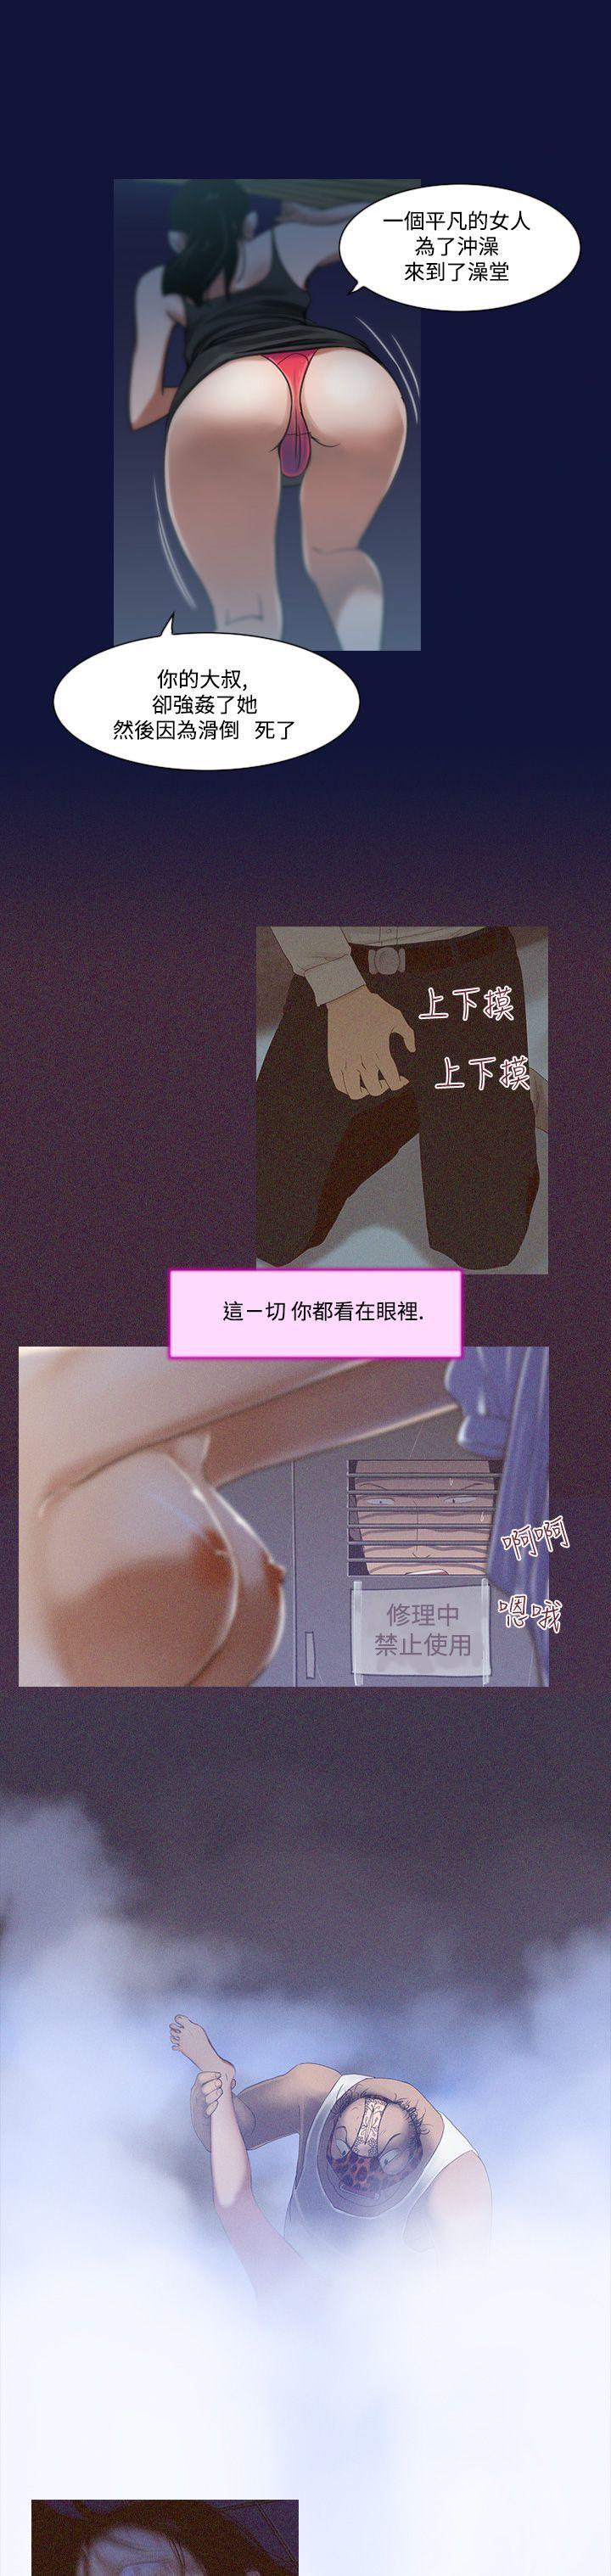 一個平凡的女人
為了沖澡
來到了澡堂
你的大叔,
卻強姦了她
然後因為滑倒 死了
上下摸
上下摸
這一切 你都看在眼裡.
啊啊
嗯哦
修理中
禁止使用